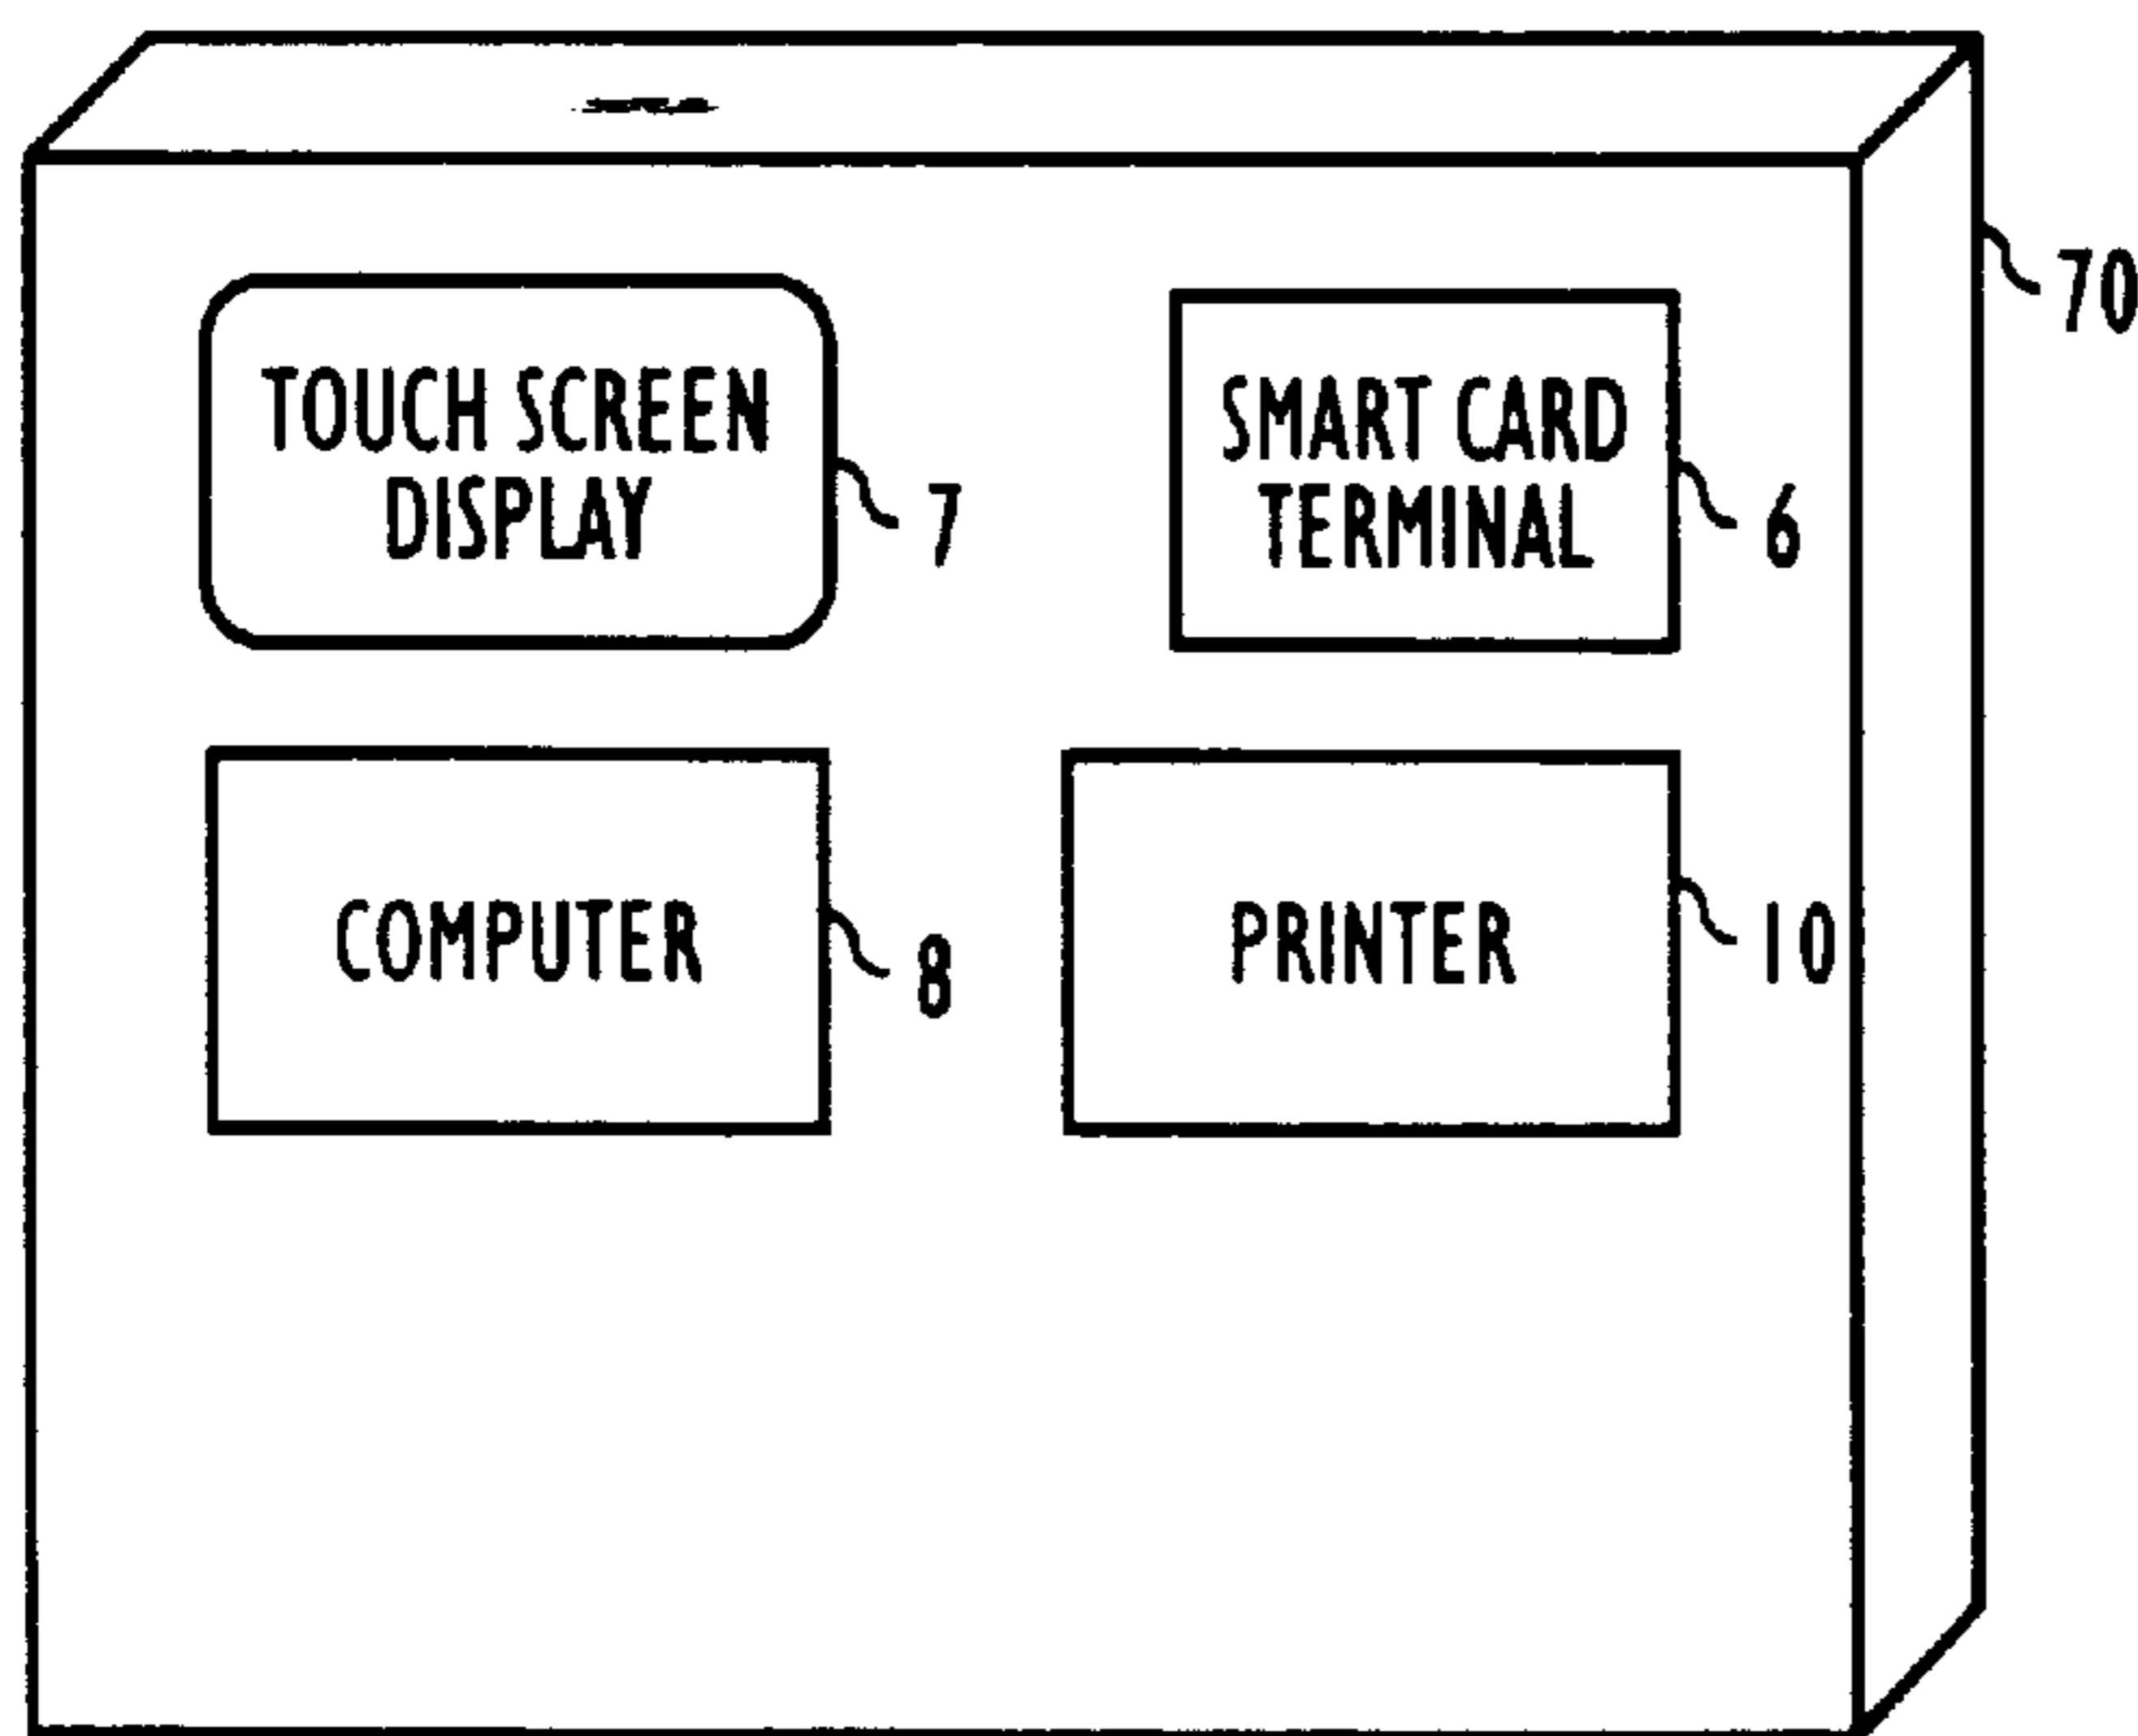 70
TOUCH SCREEN
DISPLAY
7
SMART CARD
TERMINAL
6
COMPUTER
8
PRINTER
10